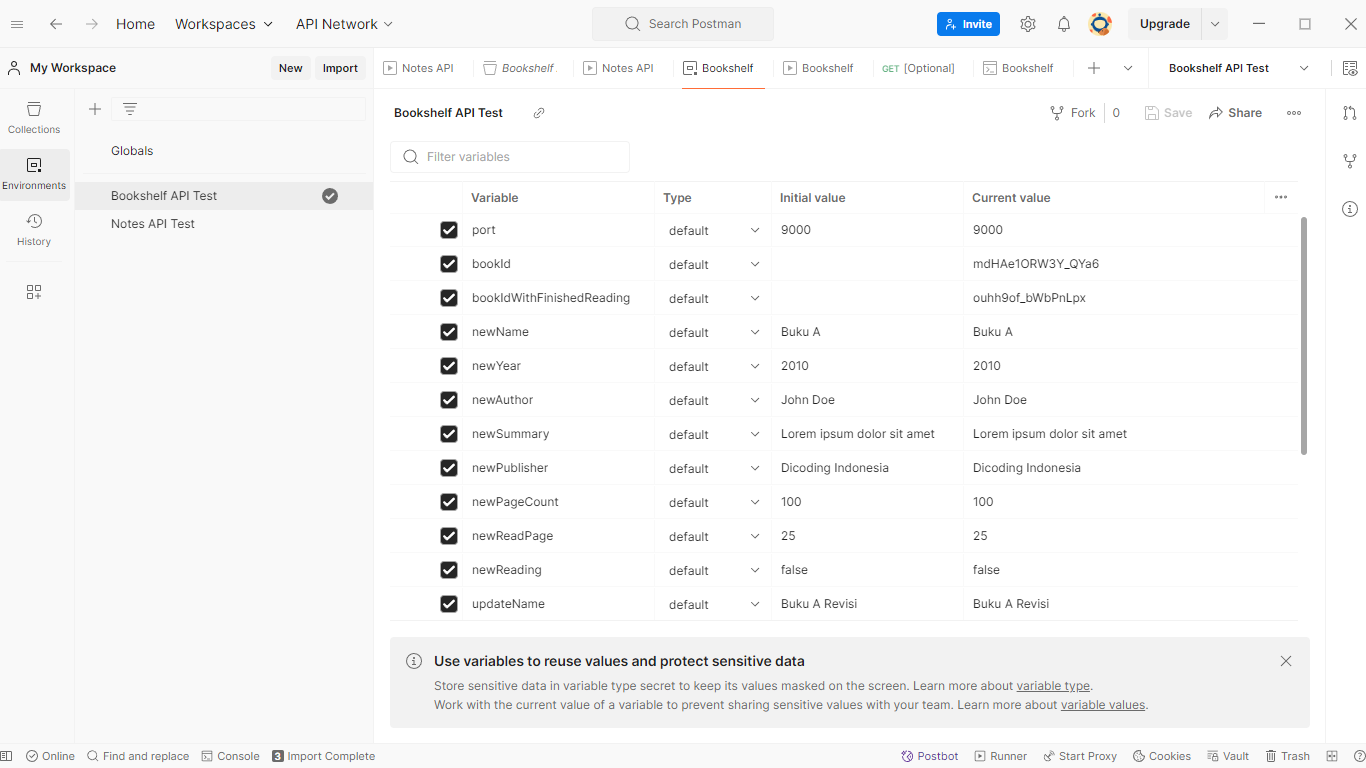 Home Workspaces API Network Search Postman Invite Upgrade
My Workspace New Import Notes API Bookshelf Notes API Bookshelf Bookshelf GET [Optional] Bookshelf Bookshelf API Test
Collections
Environments
History
Globals
Bookshelf API Test
Notes API Test
Bookshelf API Test Fork 0 Save Share
Filter variables
Variable Type Initial value Current value
port default 9000 9000
bookId default mdHAe1ORW3Y_QYa6
bookIdWithFinishedReading default ouhh9of_bWbPnLpx
newName default Buku A Buku A
newYear default 2010 2010
newAuthor default John Doe John Doe
newSummary default Lorem ipsum dolor sit amet Lorem ipsum dolor sit amet
newPublisher default Dicoding Indonesia Dicoding Indonesia
newPageCount default 100 100
newReadPage default 25 25
newReading default false false
updateName default Buku A Revisi Buku A Revisi
Use variables to reuse values and protect sensitive data
Store sensitive data in variable type secret to keep its values masked on the screen. Learn more about variable type.
Work with the current value of a variable to prevent sharing sensitive values with your team. Learn more about variable values.
Online Find and replace Console 3 Import Complete Postbot Runner Start Proxy Cookies Vault Trash